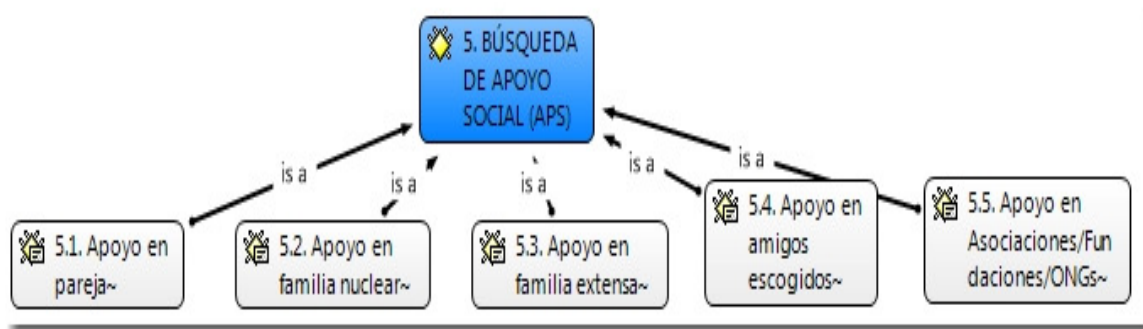 5. BÚSQUEDA
DE APOYO
SOCIAL (APS)
is a
is a
is a
is a
is a
5.1. Apoyo en
pareja~
5.2. Apoyo en
familia nuclear~
5.3. Apoyo en
familia extensa~
5.4. Apoyo en
amigos
escogidos~
5.5. Apoyo en
Asociaciones/Fun
daciones/ONGs~